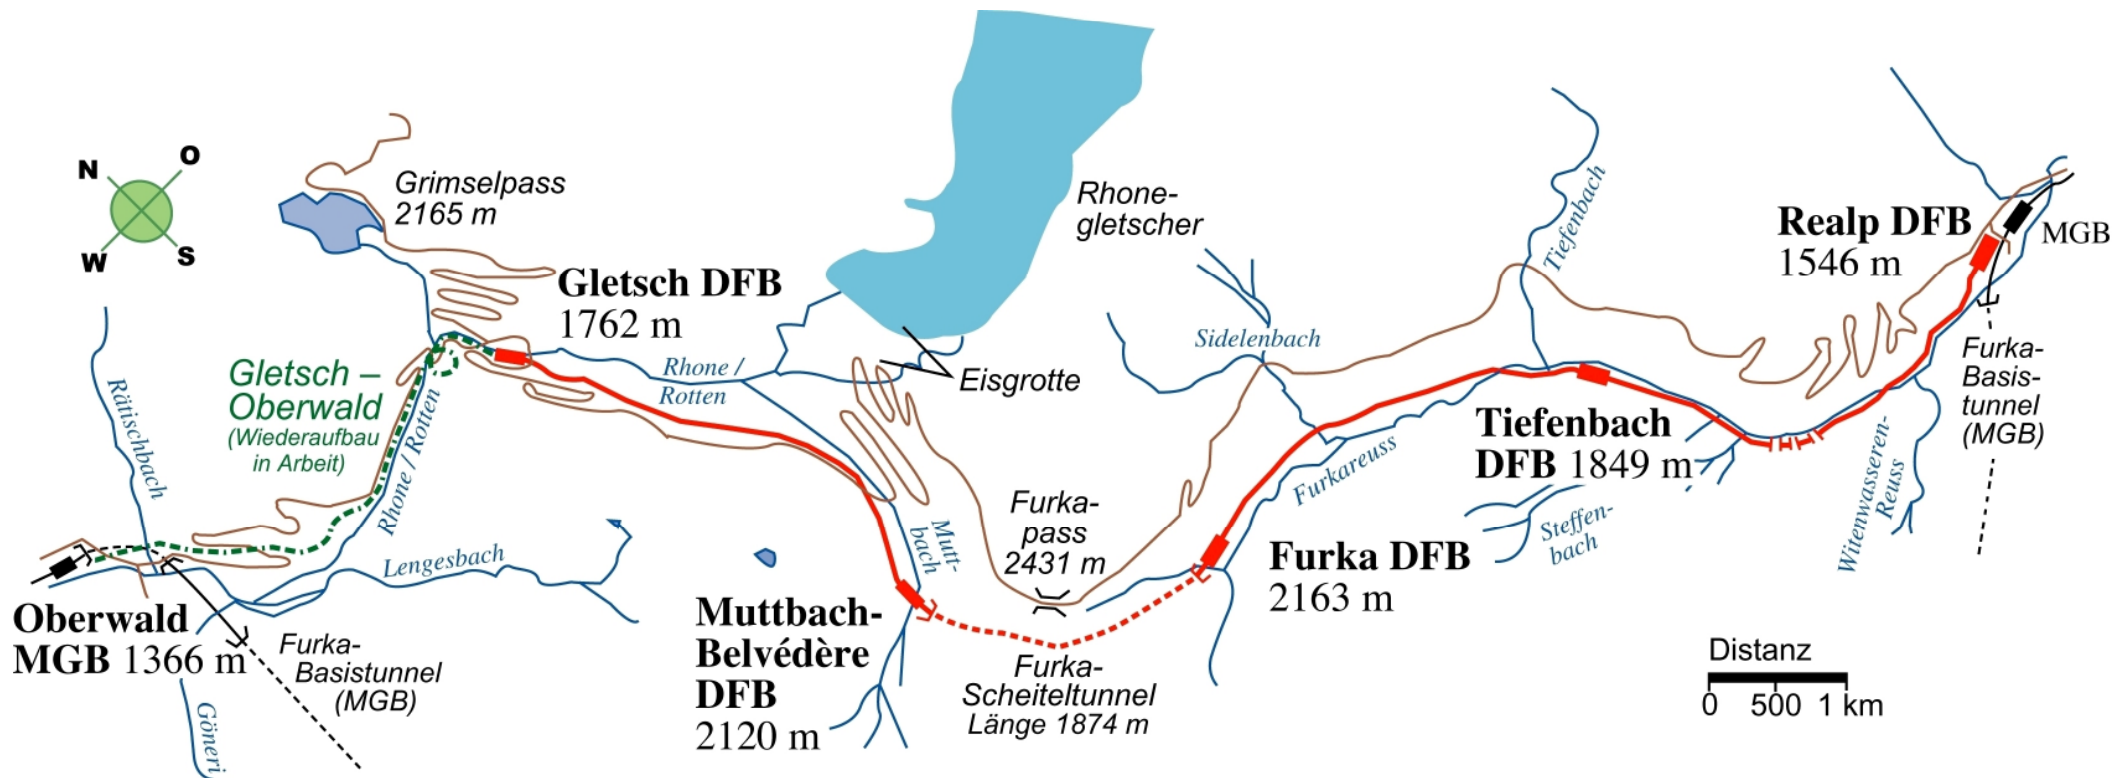 N
O
W
S
Grimselpass
2165 m
Gletsch DFB
1762 m
Rhone-
gletscher
Realp DFB
1546 m
MGB
Tiefenbach
Sidelenbach
Rhone /
Rotten
Eisgrotte
Gletsch –
Oberwald
(Wiederaufbau
in Arbeit)
Rätischbach
Rhone / Rotten
Furka-
Basis-
tunnel
(MGB)
Tiefenbach
DFB 1849 m
Furkareuss
Witenwasseren-
Reuss
Steffen-
bach
Furka-
pass
2431 m
Mutt-
bach
Lengesbach
Furka DFB
2163 m
Oberwald
MGB 1366 m
Furka-
Basistunnel
(MGB)
Göneri
Muttbach-
Belvédère
DFB
2120 m
Furka-
Scheiteltunnel
Länge 1874 m
Distanz
0 500 1 km